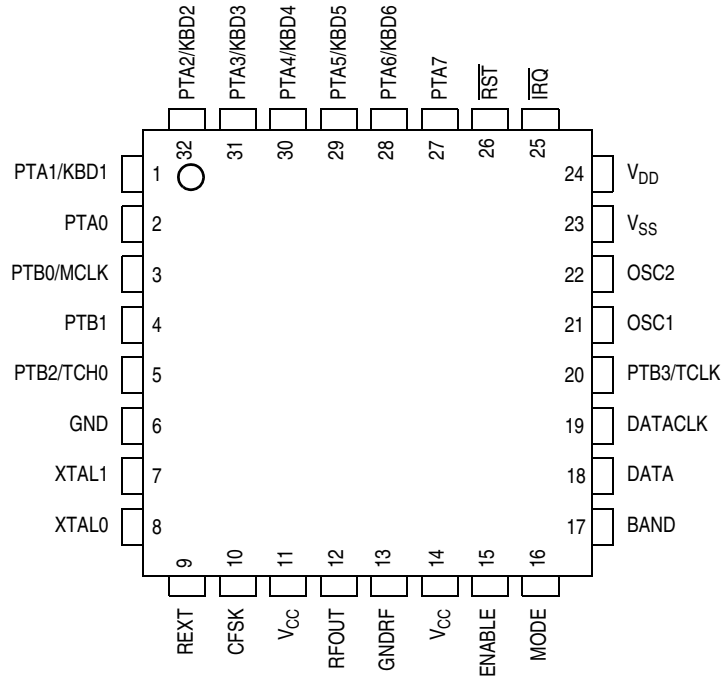 PTA2/KBD2
PTA3/KBD3
PTA4/KBD4
PTA5/KBD5
PTA6/KBD6
PTA7
RST
IRQ
32
31
30
29
28
27
26
25
PTA1/KBD1 1
24 VDD
PTA0 2
23 VSS
PTB0/MCLK 3
22 OSC2
PTB1 4
21 OSC1
PTB2/TCH0 5
20 PTB3/TCLK
GND 6
19 DATACLK
XTAL1 7
18 DATA
XTAL0 8
17 BAND
9
10
11
12
13
14
15
16
REXT
CFSK
VCC
RFOUT
GNDRF
VCC
ENABLE
MODE